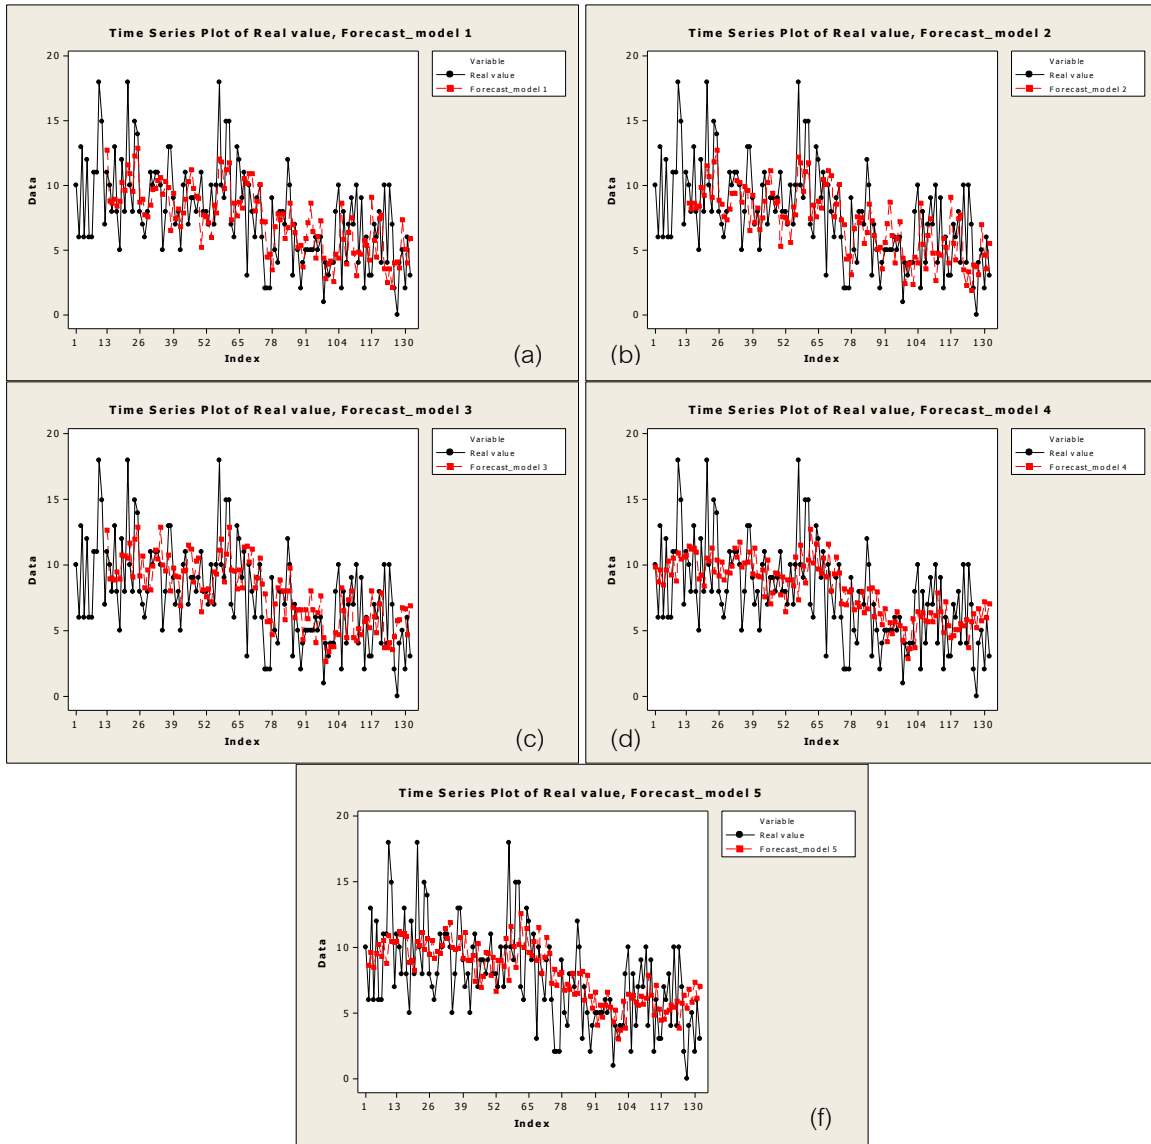 Time Series Plot of Real value, Forecast_model 1
Variable
Real value
Forecast_model 1
Data
20
15
10
5
0
1 13 26 39 52 65 78 91 104 117 130
Index
(a)
Time Series Plot of Real value, Forecast_model 2
Variable
Real value
Forecast_model 2
Data
20
15
10
5
0
1 13 26 39 52 65 78 91 104 117 130
Index
(b)
Time Series Plot of Real value, Forecast_model 3
Variable
Real value
Forecast_model 3
Data
20
15
10
5
0
1 13 26 39 52 65 78 91 104 117 130
Index
(c)
Time Series Plot of Real value, Forecast_model 4
Variable
Real value
Forecast_model 4
Data
20
15
10
5
0
1 13 26 39 52 65 78 91 104 117 130
Index
(d)
Time Series Plot of Real value, Forecast_model 5
Variable
Real value
Forecast_model 5
Data
20
15
10
5
0
1 13 26 39 52 65 78 91 104 117 130
Index
(f)